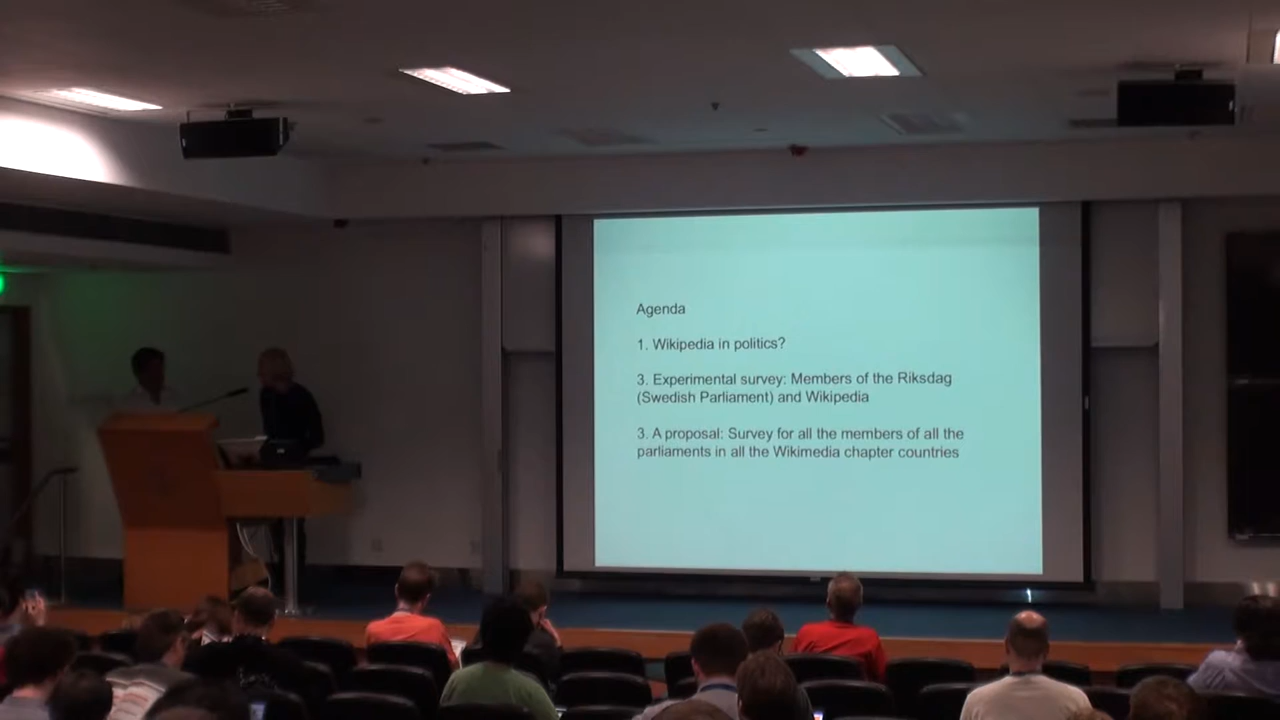 Agenda
1. Wikipedia in politics?
3. Experimental survey: Members of the Riksdag
(Swedish Parliament) and Wikipedia
3. A proposal: Survey for all the members of all the
parliaments in all the Wikimedia chapter countries